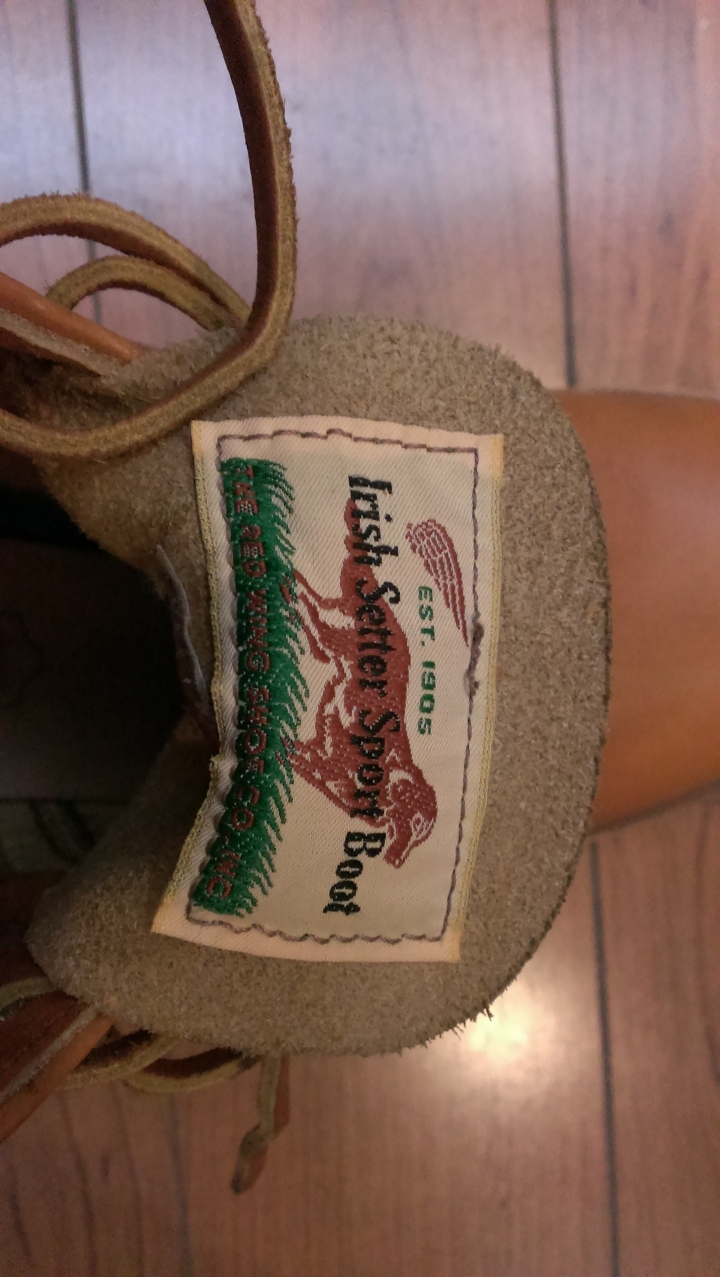 EST. 1905
Irish Setter Sport Boot
THE RED WING SHOE CO. INC